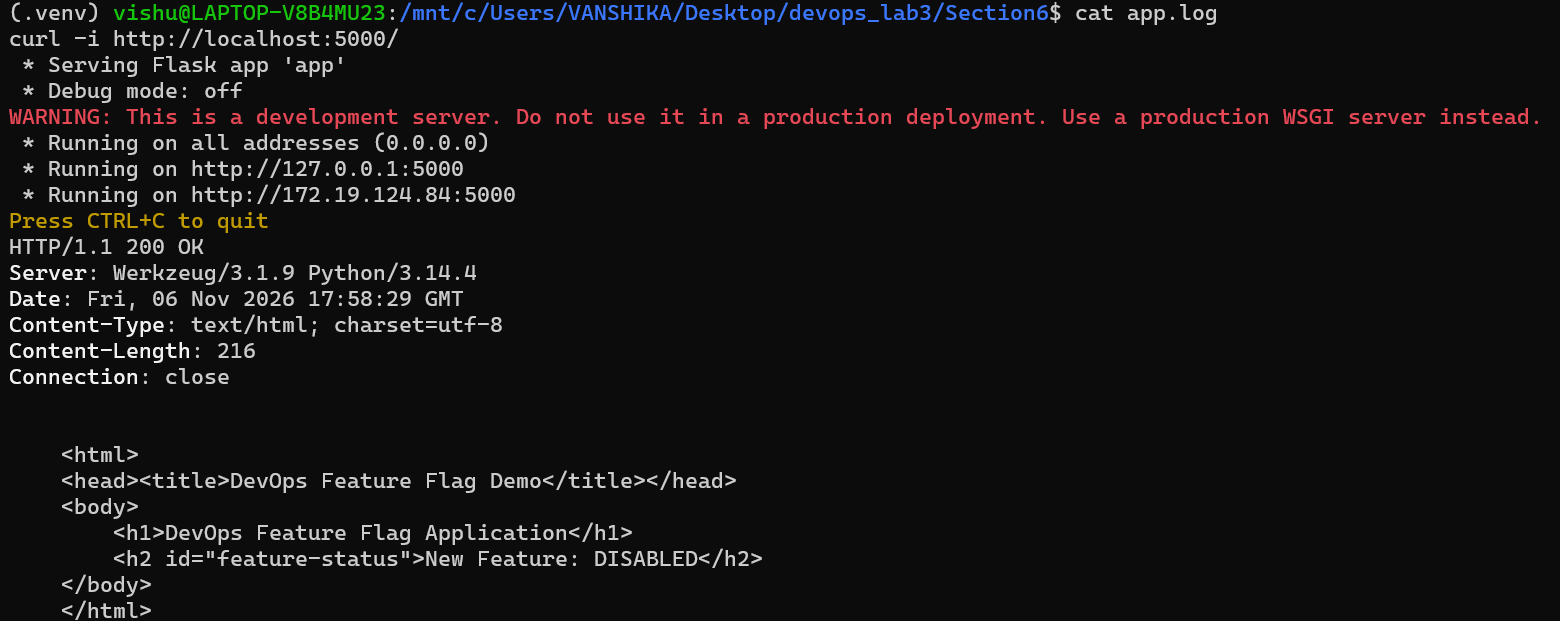 (.venv) vishu@LAPTOP-V8B4MU23:/mnt/c/Users/VANSHIKA/Desktop/devops_lab3/Section6$ cat app.log
curl -i http://localhost:5000/
 * Serving Flask app 'app'
 * Debug mode: off
WARNING: This is a development server. Do not use it in a production deployment. Use a production WSGI server instead.
 * Running on all addresses (0.0.0.0)
 * Running on http://127.0.0.1:5000
 * Running on http://172.19.124.84:5000
Press CTRL+C to quit
HTTP/1.1 200 OK
Server: Werkzeug/3.1.9 Python/3.14.4
Date: Fri, 06 Nov 2026 17:58:29 GMT
Content-Type: text/html; charset=utf-8
Content-Length: 216
Connection: close

    <html>
    <head><title>DevOps Feature Flag Demo</title></head>
    <body>
        <h1>DevOps Feature Flag Application</h1>
        <h2 id="feature-status">New Feature: DISABLED</h2>
    </body>
    </html>